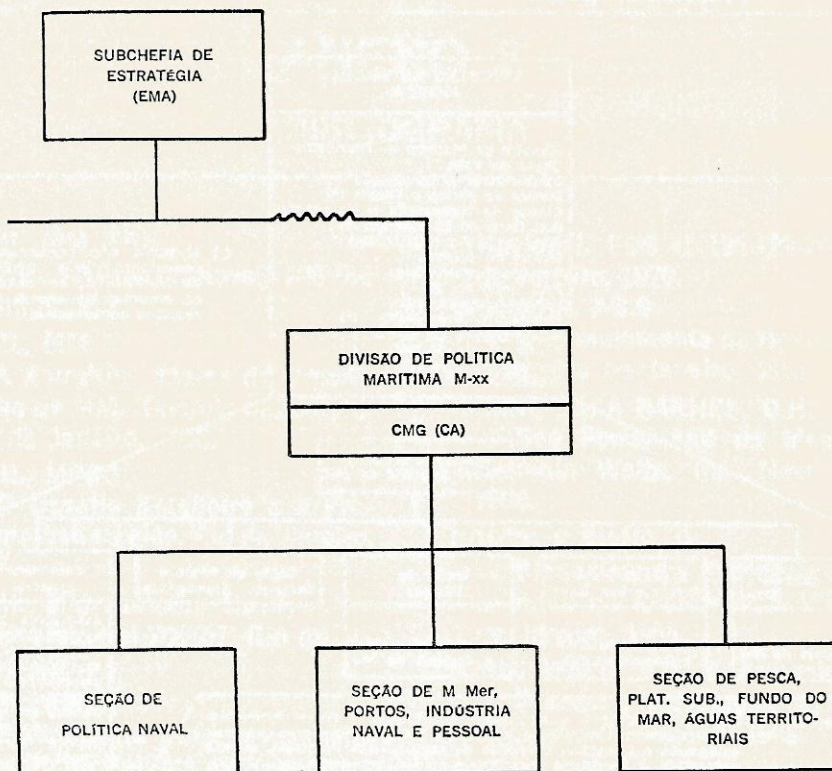 SUBCHEFIA DE
ESTRATÉGIA
(EMA)
DIVISÃO DE POLÍTICA
MARÍTIMA M-xx
CMG (CA)
SEÇÃO DE
POLÍTICA NAVAL
SEÇÃO DE M Mer,
PORTOS, INDÚSTRIA
NAVAL E PESSOAL
SEÇÃO DE PESCA,
PLAT. SUB., FUNDO DO
MAR, ÁGUAS TERRITO-
RIAIS